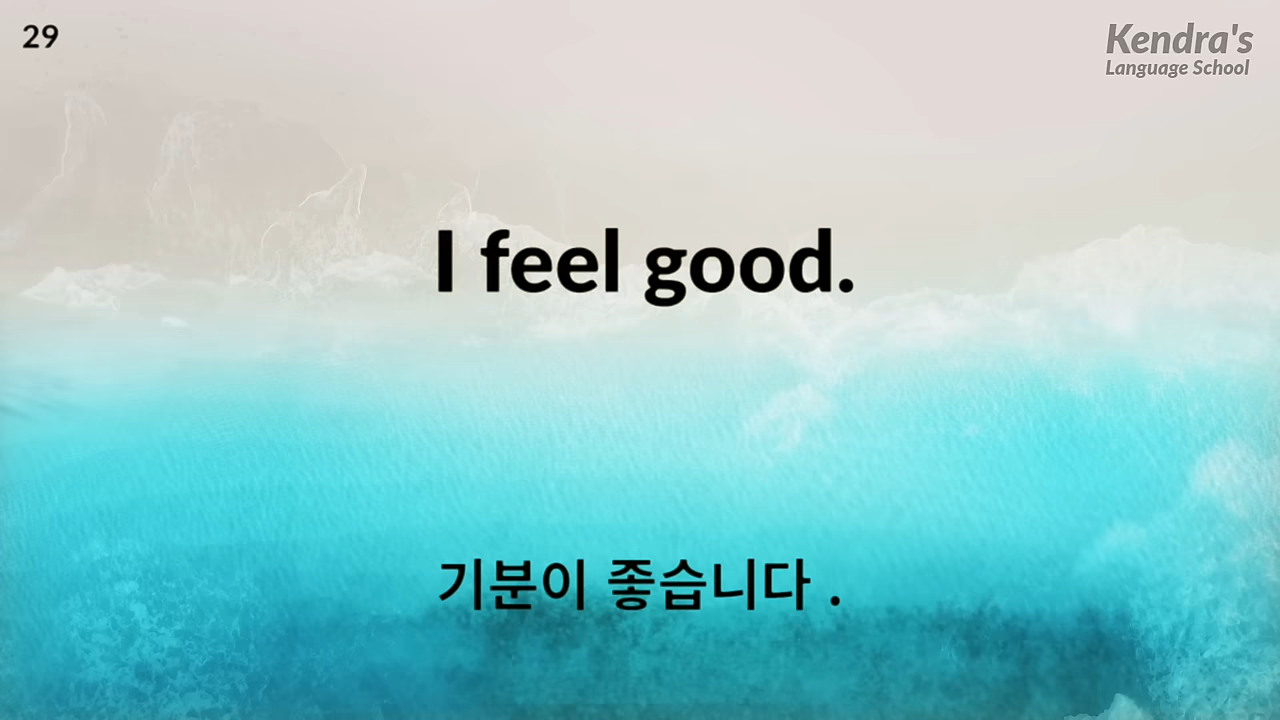 29
Kendra's
Language School
I feel good.
기분이 좋습니다 .